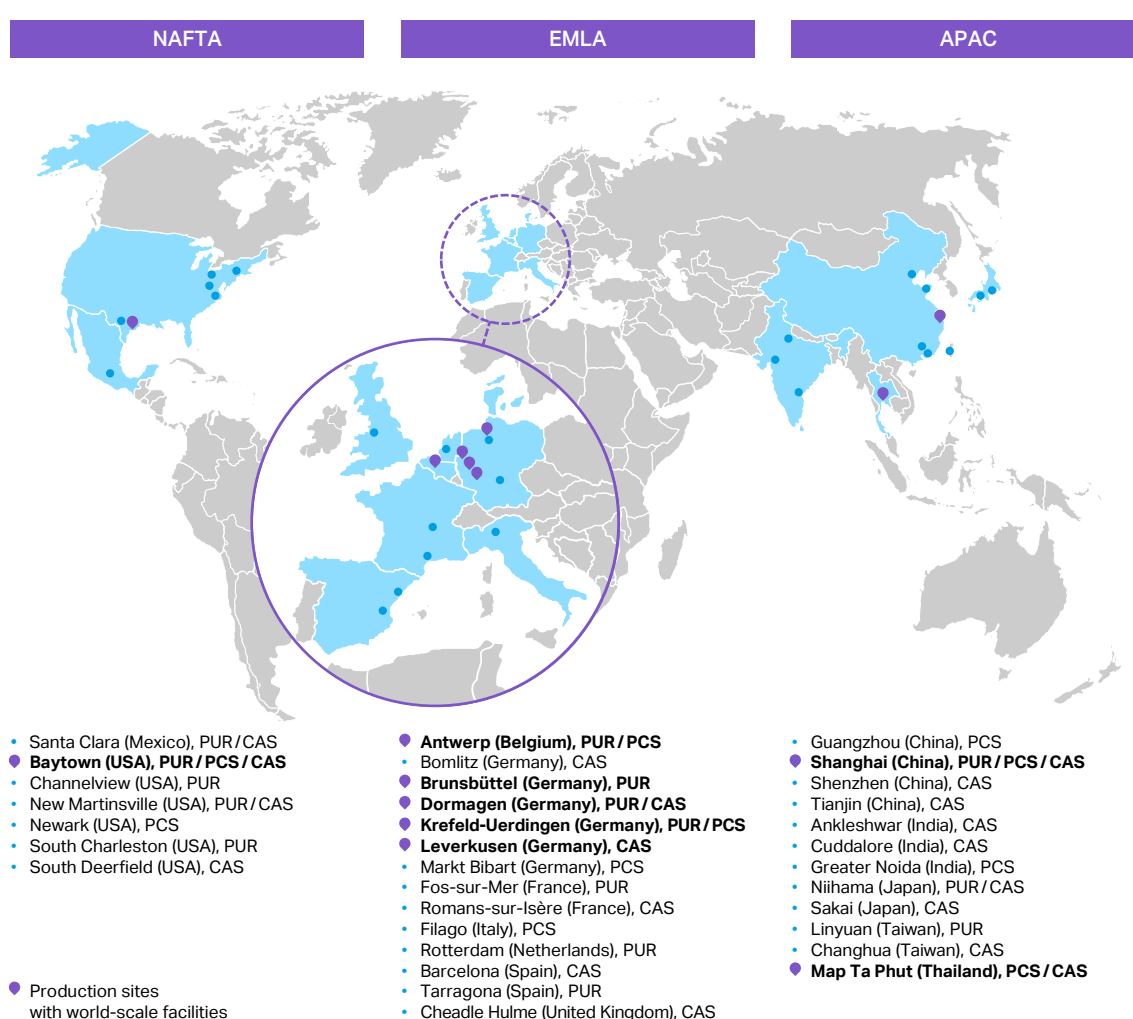 NAFTA
EMLA
APAC
Santa Clara (Mexico), PUR/CAS
Baytown (USA), PUR/PCS/CAS
Channelview (USA), PUR
New Martinsville (USA), PUR/CAS
Newark (USA), PCS
South Charleston (USA), PUR
South Deerfield (USA), CAS
Production sites
with world-scale facilities
Antwerp (Belgium), PUR/PCS
Bomlitz (Germany), CAS
Brunsbüttel (Germany), PUR
Dormagen (Germany), PUR/CAS
Krefeld-Uerdingen (Germany), PUR/PCS
Leverkusen (Germany), CAS
Markt Bibart (Germany), PCS
Fos-sur-Mer (France), PUR
Romans-sur-Isère (France), CAS
Filago (Italy), PCS
Rotterdam (Netherlands), PUR
Barcelona (Spain), CAS
Tarragona (Spain), PUR
Cheadle Hulme (United Kingdom), CAS
Guangzhou (China), PCS
Shanghai (China), PUR/PCS/CAS
Shenzhen (China), CAS
Tianjin (China), CAS
Ankleshwar (India), CAS
Cuddalore (India), CAS
Greater Noida (India), PCS
Niihama (Japan), PUR/CAS
Sakai (Japan), CAS
Linyuan (Taiwan), PUR
Changhua (Taiwan), CAS
Map Ta Phut (Thailand), PCS/CAS